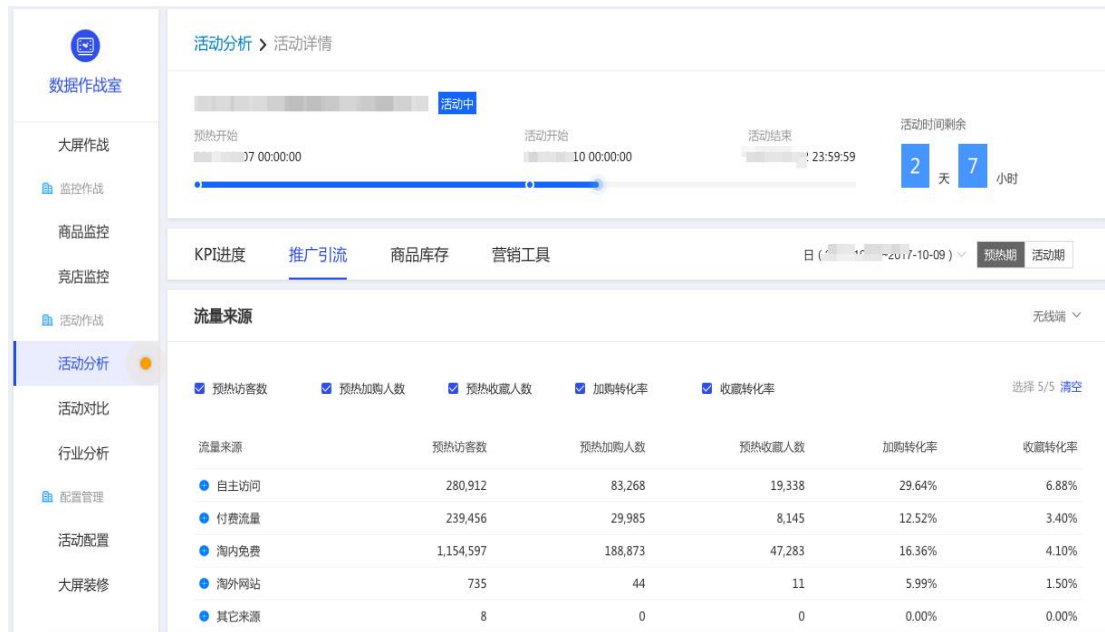 数据作战室
大屏作战
监控作战
商品监控
竞店监控
活动作战
活动分析
活动对比
行业分析
配置管理
活动配置
大屏装修
活动分析 > 活动详情
活动中
预热开始 活动开始 活动结束 活动时间剩余
07 00:00:00 10 00:00:00 23:59:59
2 天 7 小时
KPI进度 推广引流 商品库存 营销工具 日 ( ~2017-10-09 ) 预热期 活动期
流量来源 无线端
预热访客数 预热加购人数 预热收藏人数 加购转化率 收藏转化率 选择 5/5 清空
流量来源 预热访客数 预热加购人数 预热收藏人数 加购转化率 收藏转化率
自主访问 280,912 83,268 19,338 29.64% 6.88%
付费流量 239,456 29,985 8,145 12.52% 3.40%
淘内免费 1,154,597 188,873 47,283 16.36% 4.10%
淘外网站 735 44 11 5.99% 1.50%
其它来源 8 0 0 0.00% 0.00%